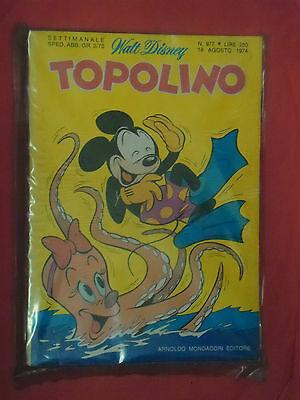 SETTIMANALE
SPED. ABB. GR. 2/70
Walt Disney
N. 977 * LIRE 250
18 AGOSTO 1974
TOPOLINO
ARNOLDO MONDADORI EDITORE